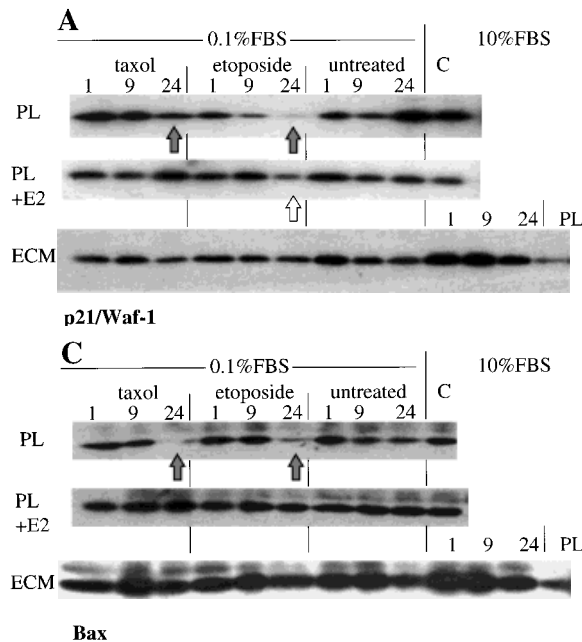 A
0.1%FBS 10%FBS
taxol etoposide untreated C
1 9 24 1 9 24 1 9 24
PL
PL
+E2
1 9 24 PL
ECM
p21/Waf-1
C
0.1%FBS 10%FBS
taxol etoposide untreated C
1 9 24 1 9 24 1 9 24
PL
PL
+E2
1 9 24 PL
ECM
Bax